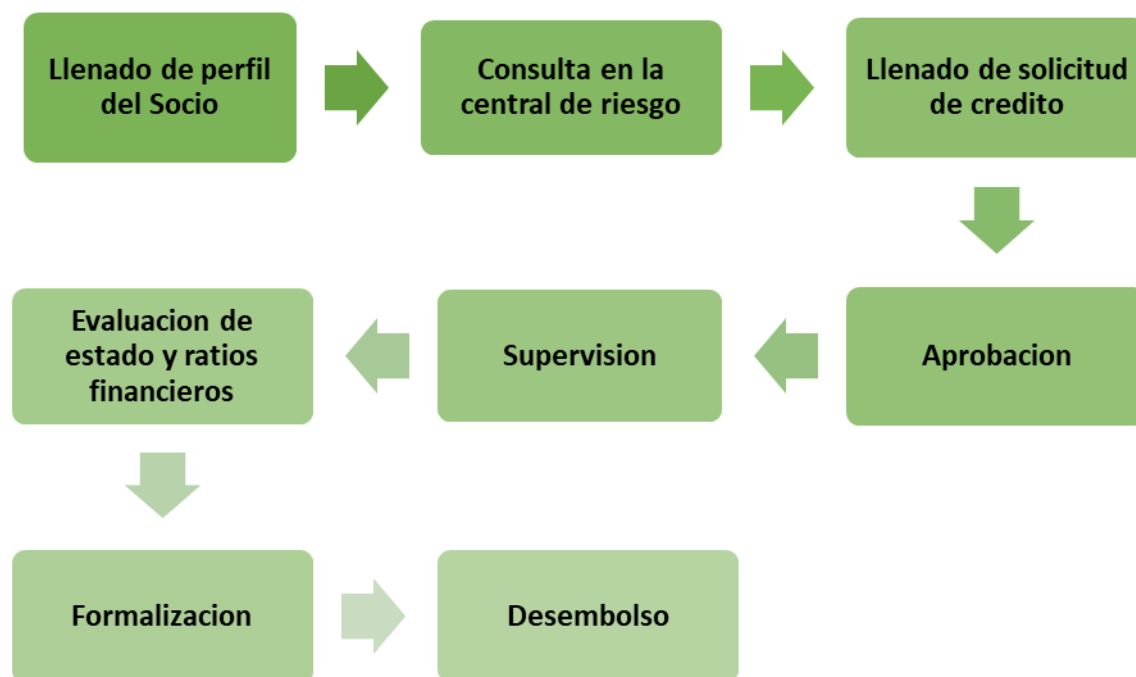 Llenado de perfil
del Socio
Consulta en la
central de riesgo
Llenado de solicitud
de credito
Aprobacion
Supervision
Evaluacion de
estado y ratios
financieros
Formalizacion
Desembolso